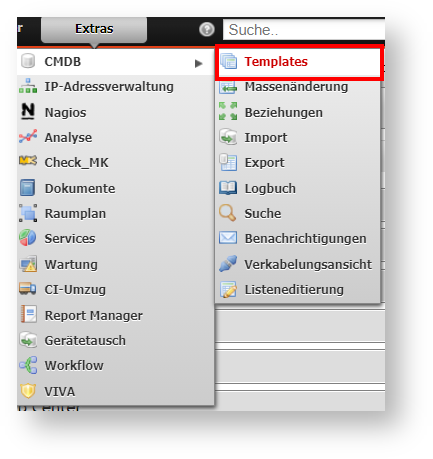 r Extras Suche..
CMDB
IP-Adressverwaltung
Nagios
Analyse
Check_MK
Dokumente
Raumplan
Services
Wartung
CI-Umzug
Report Manager
Gerätetausch
Workflow
VIVA
Templates
Massenänderung
Beziehungen
Import
Export
Logbuch
Suche
Benachrichtigungen
Verkabelungsansicht
Listeneditierung
Center